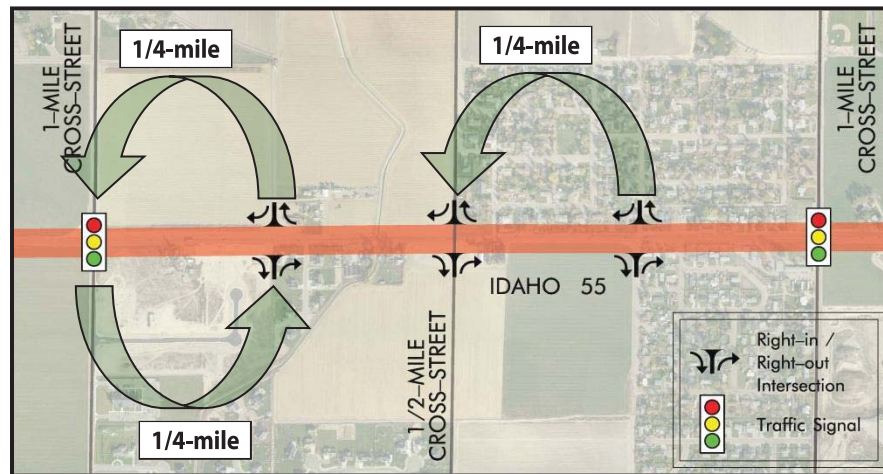 1/4-mile
1/4-mile
1–MILE
CROSS–STREET
1–MILE
CROSS–STREET
IDAHO 55
1/2–MILE
CROSS–STREET
1/4-mile
Right–in /
Right–out
Intersection
Traffic Signal